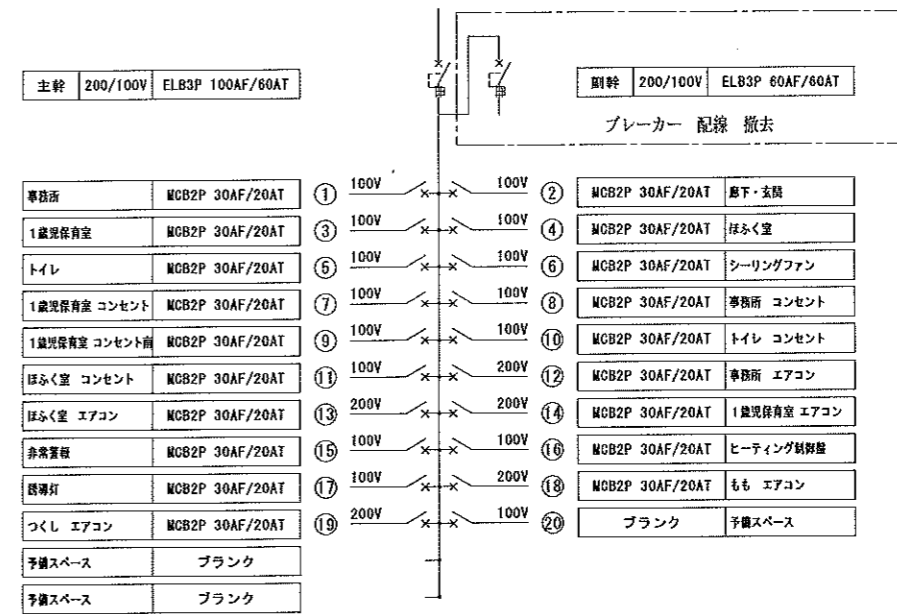 主幹 200/100V ELB3P 100AF/60AT
副幹 200/100V ELB3P 60AF/60AT
ブレーカー 配線 撤去
事務所 MCB2P 30AF/20AT ① 100V 100V ② MCB2P 30AF/20AT 廊下・玄関
1歳児保育室 MCB2P 30AF/20AT ③ 100V 100V ④ MCB2P 30AF/20AT ほふく室
トイレ MCB2P 30AF/20AT ⑤ 100V 100V ⑥ MCB2P 30AF/20AT シーリングファン
1歳児保育室 コンセント MCB2P 30AF/20AT ⑦ 100V 100V ⑧ MCB2P 30AF/20AT 事務所 コンセント
1歳児保育室 コンセント南 MCB2P 30AF/20AT ⑨ 100V 100V ⑩ MCB2P 30AF/20AT トイレ コンセント
ほふく室 コンセント MCB2P 30AF/20AT ⑪ 100V 200V ⑫ MCB2P 30AF/20AT 事務所 エアコン
ほふく室 エアコン MCB2P 30AF/20AT ⑬ 200V 200V ⑭ MCB2P 30AF/20AT 1歳児保育室 エアコン
非常警報 MCB2P 30AF/20AT ⑮ 100V 100V ⑯ MCB2P 30AF/20AT ヒーティング制御盤
誘導灯 MCB2P 30AF/20AT ⑰ 100V 200V ⑱ MCB2P 30AF/20AT もも エアコン
つくし エアコン MCB2P 30AF/20AT ⑲ 200V 100V ⑳ ブランク 予備スペース
予備スペース ブランク
予備スペース ブランク